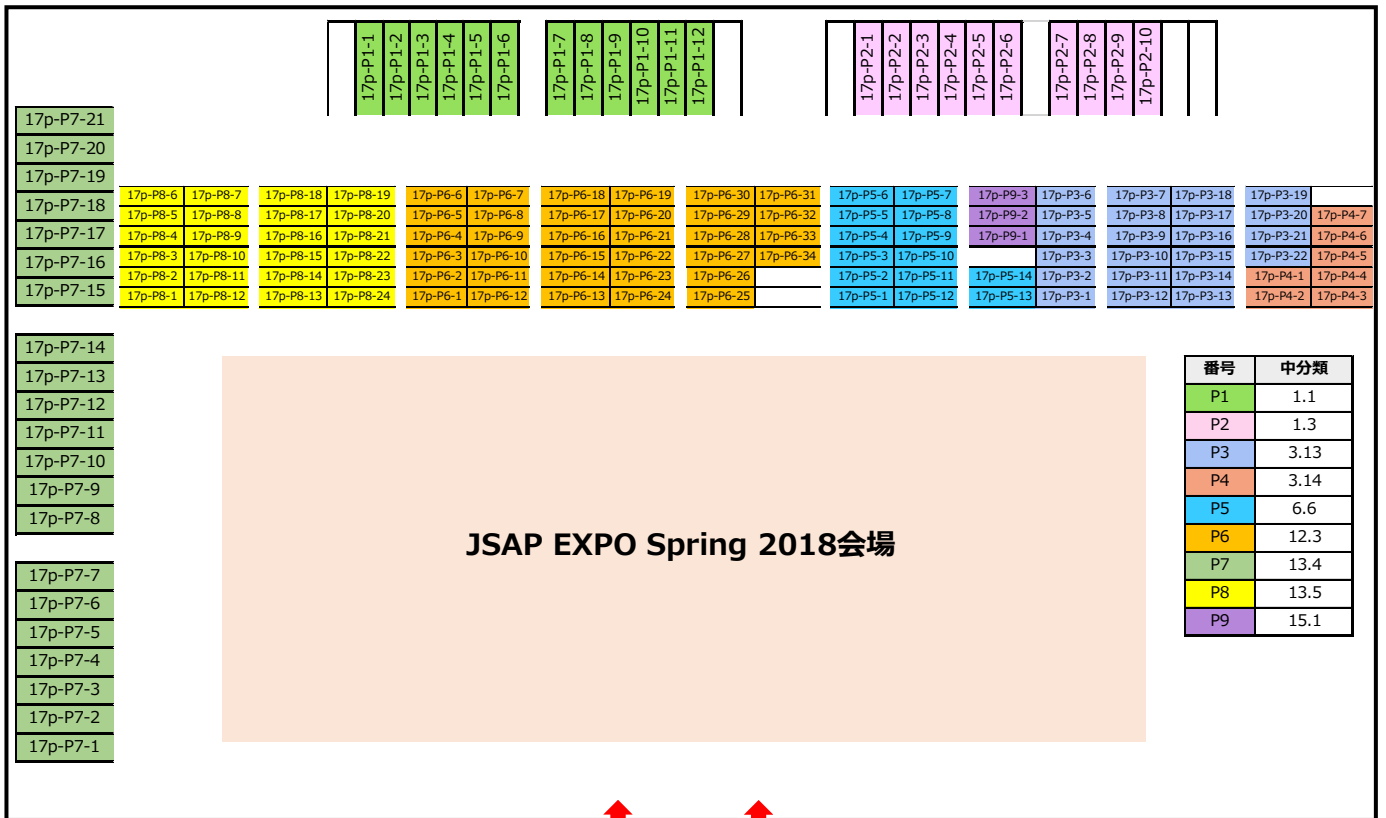 17p-P1-1 17p-P1-2 17p-P1-3 17p-P1-4 17p-P1-5 17p-P1-6 17p-P1-7 17p-P1-8 17p-P1-9 17p-P1-10 17p-P1-11 17p-P1-12 17p-P2-1 17p-P2-2 17p-P2-3 17p-P2-4 17p-P2-5 17p-P2-6 17p-P2-7 17p-P2-8 17p-P2-9 17p-P2-10
17p-P7-21
17p-P7-20
17p-P7-19
17p-P7-18
17p-P7-17
17p-P7-16
17p-P7-15
17p-P8-6 17p-P8-7 17p-P8-18 17p-P8-19 17p-P6-6 17p-P6-7 17p-P6-18 17p-P6-19 17p-P6-30 17p-P6-31 17p-P5-6 17p-P5-7 17p-P9-3 17p-P3-6 17p-P3-7 17p-P3-18 17p-P3-19
17p-P8-5 17p-P8-8 17p-P8-17 17p-P8-20 17p-P6-5 17p-P6-8 17p-P6-17 17p-P6-20 17p-P6-29 17p-P6-32 17p-P5-5 17p-P5-8 17p-P9-2 17p-P3-5 17p-P3-8 17p-P3-17 17p-P3-20 17p-P4-7
17p-P8-4 17p-P8-9 17p-P8-16 17p-P8-21 17p-P6-4 17p-P6-9 17p-P6-16 17p-P6-21 17p-P6-28 17p-P6-33 17p-P5-4 17p-P5-9 17p-P9-1 17p-P3-4 17p-P3-9 17p-P3-16 17p-P3-21 17p-P4-6
17p-P8-3 17p-P8-10 17p-P8-15 17p-P8-22 17p-P6-3 17p-P6-10 17p-P6-15 17p-P6-22 17p-P6-27 17p-P6-34 17p-P5-3 17p-P5-10 17p-P3-3 17p-P3-10 17p-P3-15 17p-P3-22 17p-P4-5
17p-P8-2 17p-P8-11 17p-P8-14 17p-P8-23 17p-P6-2 17p-P6-11 17p-P6-14 17p-P6-23 17p-P6-26 17p-P5-2 17p-P5-11 17p-P5-14 17p-P3-2 17p-P3-11 17p-P3-14 17p-P4-1 17p-P4-4
17p-P8-1 17p-P8-12 17p-P8-13 17p-P8-24 17p-P6-1 17p-P6-12 17p-P6-13 17p-P6-24 17p-P6-25 17p-P5-1 17p-P5-12 17p-P5-13 17p-P3-1 17p-P3-12 17p-P3-13 17p-P4-2 17p-P4-3
17p-P7-14
17p-P7-13
17p-P7-12
17p-P7-11
17p-P7-10
17p-P7-9
17p-P7-8
17p-P7-7
17p-P7-6
17p-P7-5
17p-P7-4
17p-P7-3
17p-P7-2
17p-P7-1
JSAP EXPO Spring 2018会場
番号 中分類
P1 1.1
P2 1.3
P3 3.13
P4 3.14
P5 6.6
P6 12.3
P7 13.4
P8 13.5
P9 15.1